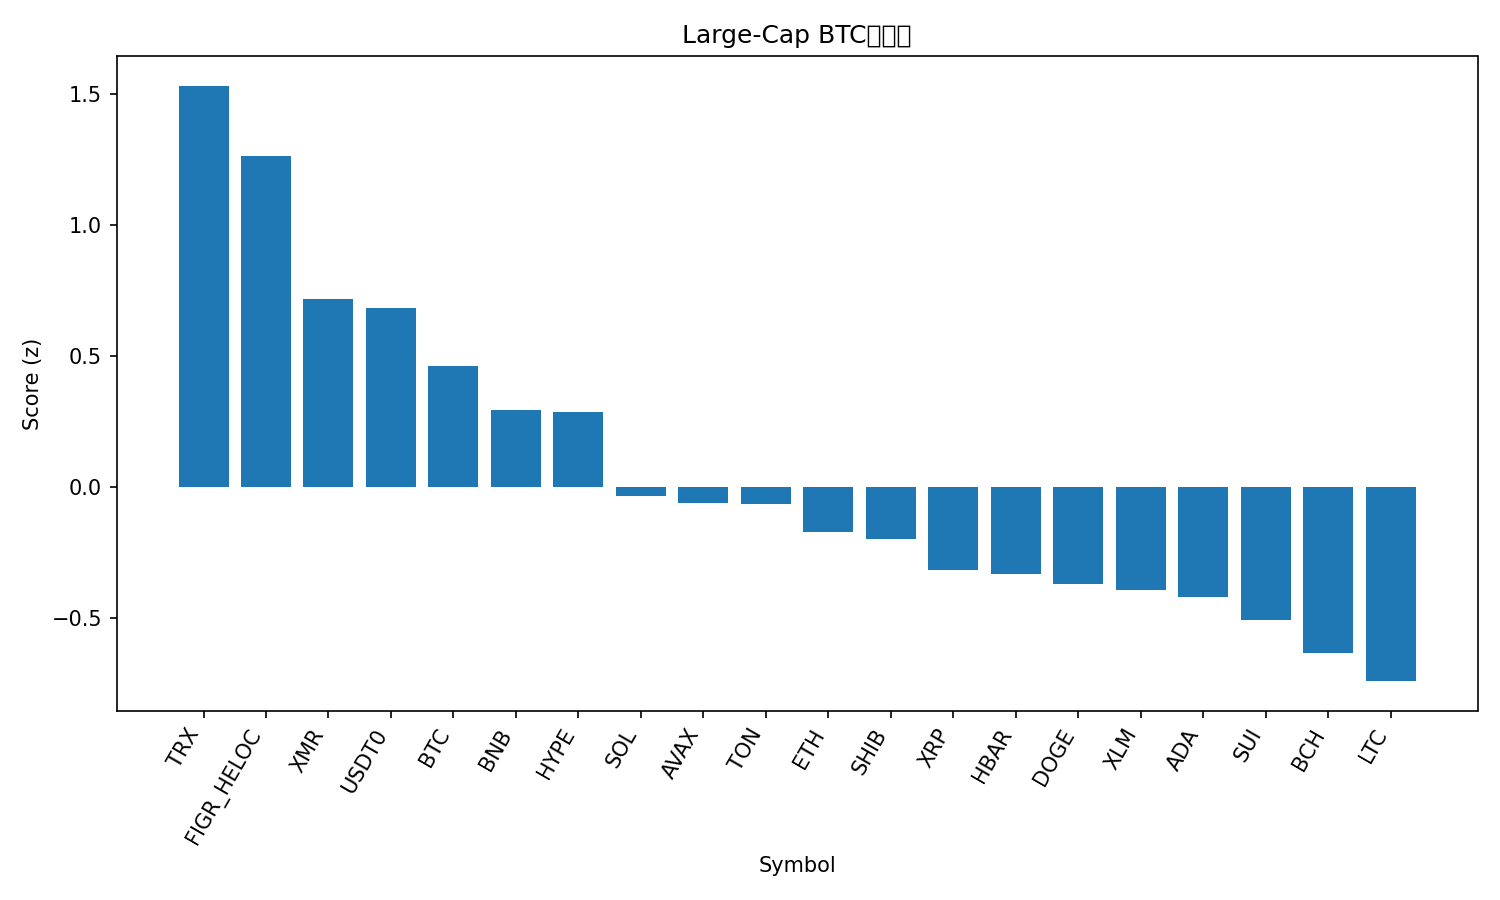 Large-Cap BTC
Score (z)
1.5
1.0
0.5
0.0
−0.5
TRX
FIGR_HELOC
XMR
USDT0
BTC
BNB
HYPE
SOL
AVAX
TON
ETH
SHIB
XRP
HBAR
DOGE
XLM
ADA
SUI
BCH
LTC
Symbol